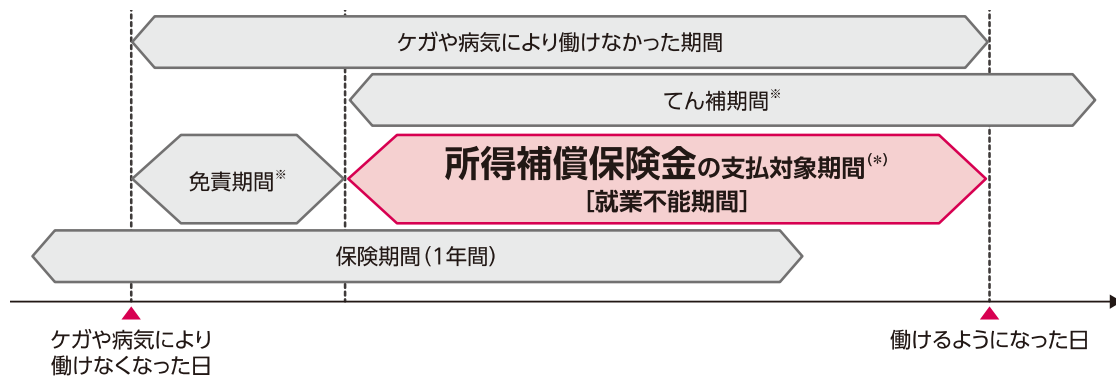 ケガや病気により働けなかった期間
てん補期間※
免責期間※
所得補償保険金の支払対象期間(*)
[就業不能期間]
保険期間(1年間)
ケガや病気により
働けなくなった日
働けるようになった日